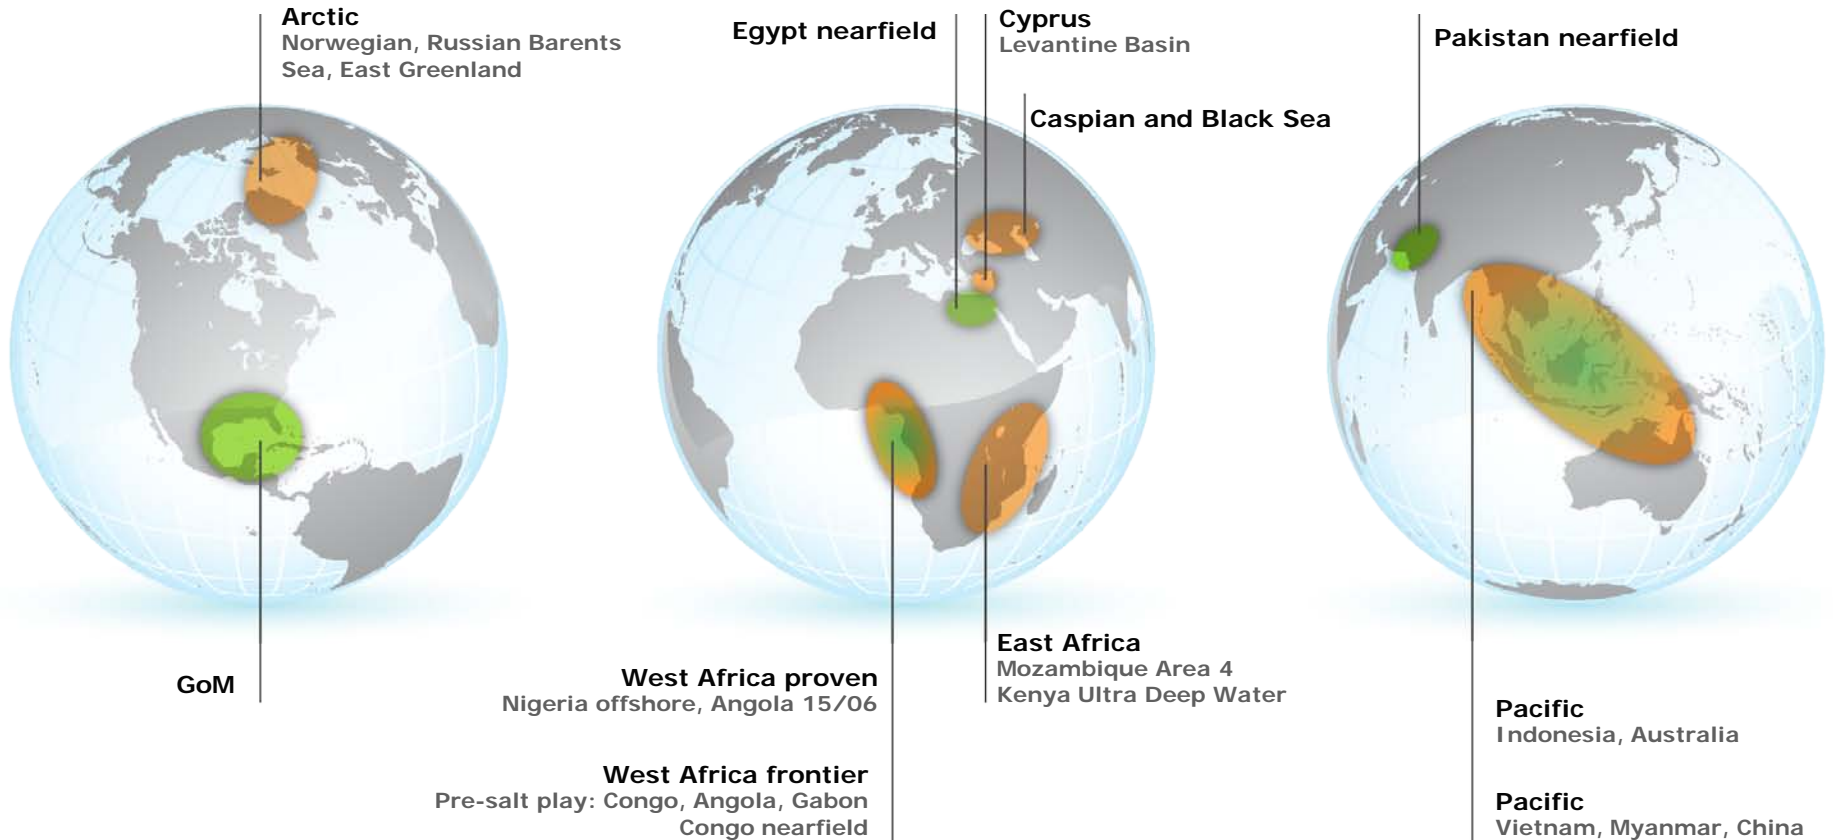 Arctic
Norwegian, Russian Barents
Sea, East Greenland
Egypt nearfield
Cyprus
Levantine Basin
Caspian and Black Sea
Pakistan nearfield
GoM
West Africa proven
Nigeria offshore, Angola 15/06
West Africa frontier
Pre-salt play: Congo, Angola, Gabon
Congo nearfield
East Africa
Mozambique Area 4
Kenya Ultra Deep Water
Pacific
Indonesia, Australia
Pacific
Vietnam, Myanmar, China